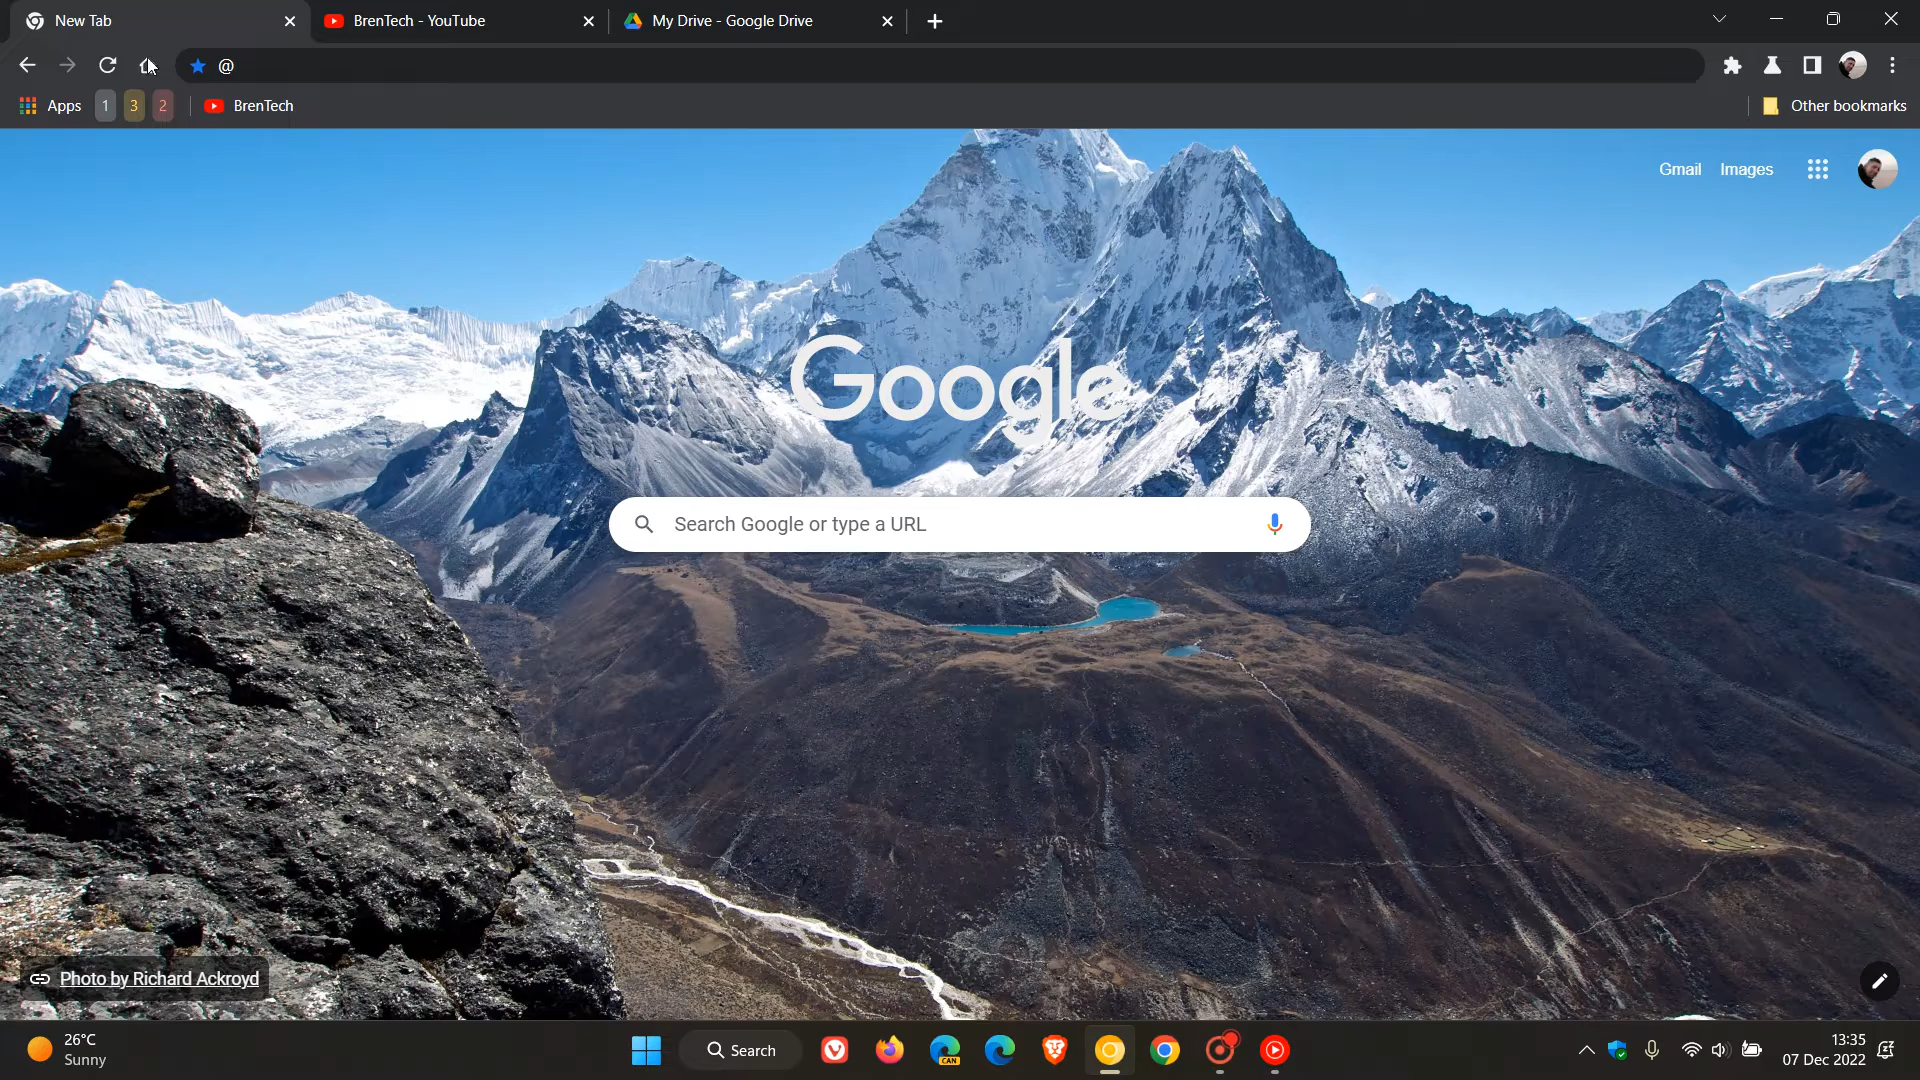 New Tab
BrenTech - YouTube
My Drive - Google Drive
@
Apps
1
3
2
BrenTech
Other bookmarks
Gmail
Images
Google
Search Google or type a URL
Photo by Richard Ackroyd
26°C
Sunny
Search
CAN
13:35
07 Dec 2022